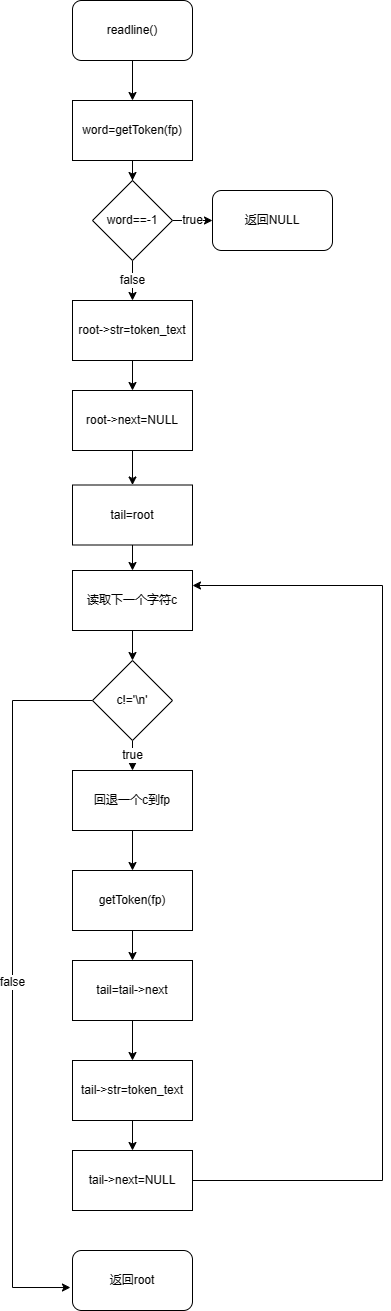 readline()
word=getToken(fp)
word==-1
true
返回NULL
false
root->str=token_text
root->next=NULL
tail=root
读取下一个字符c
c!='\n'
true
回退一个c到fp
getToken(fp)
tail=tail->next
false
tail->str=token_text
tail->next=NULL
返回root